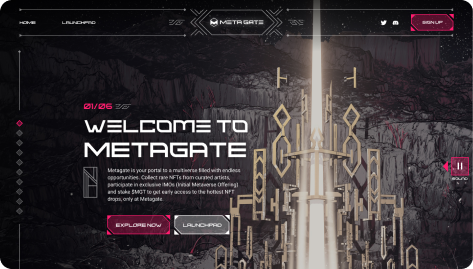 HOME
LAUNCHPAD
METAGATE
SIGN UP
01/06
WELCOME TO
METAGATE
Metagate is your portal to a multiverse filled with endless
opportunities. Collect rare NFTs from curated artists,
participate in exclusive IMOs (Initial Metaverse Offering)
and stake $MGT to get early access to the hottest NFT
drops, only at Metagate.
EXPLORE NOW
LAUNCHPAD
SOUND